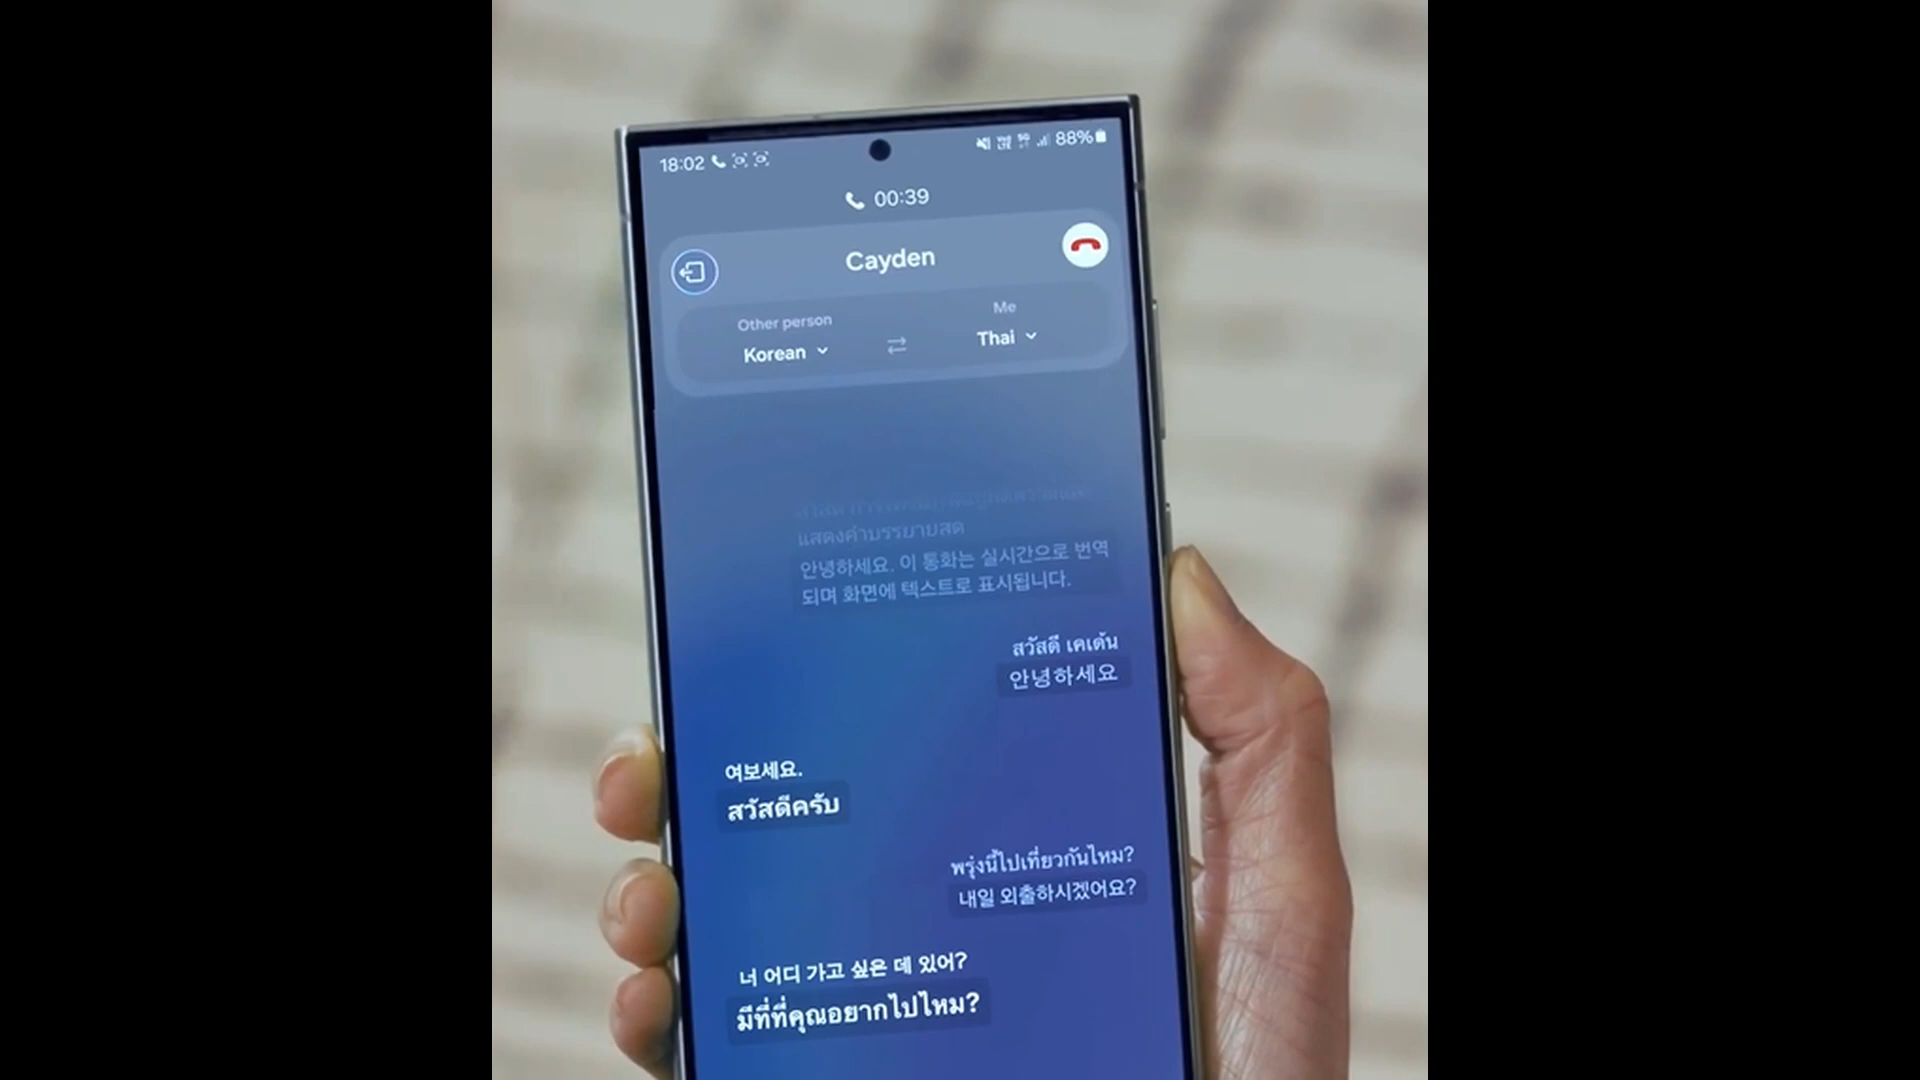 18:02
88%
00:39
Cayden
Other person
Me
Korean
Thai
แสดงคำบรรยายสด
안녕하세요. 이 통화는 실시간으로 번역
되며 화면에 텍스트로 표시됩니다.
สวัสดี เคเด้น
안녕하세요
여보세요.
สวัสดีครับ
พรุ่งนี้ไปเที่ยวกันไหม?
내일 외출하시겠어요?
너 어디 가고 싶은 데 있어?
มีที่ที่คุณอยากไปไหม?